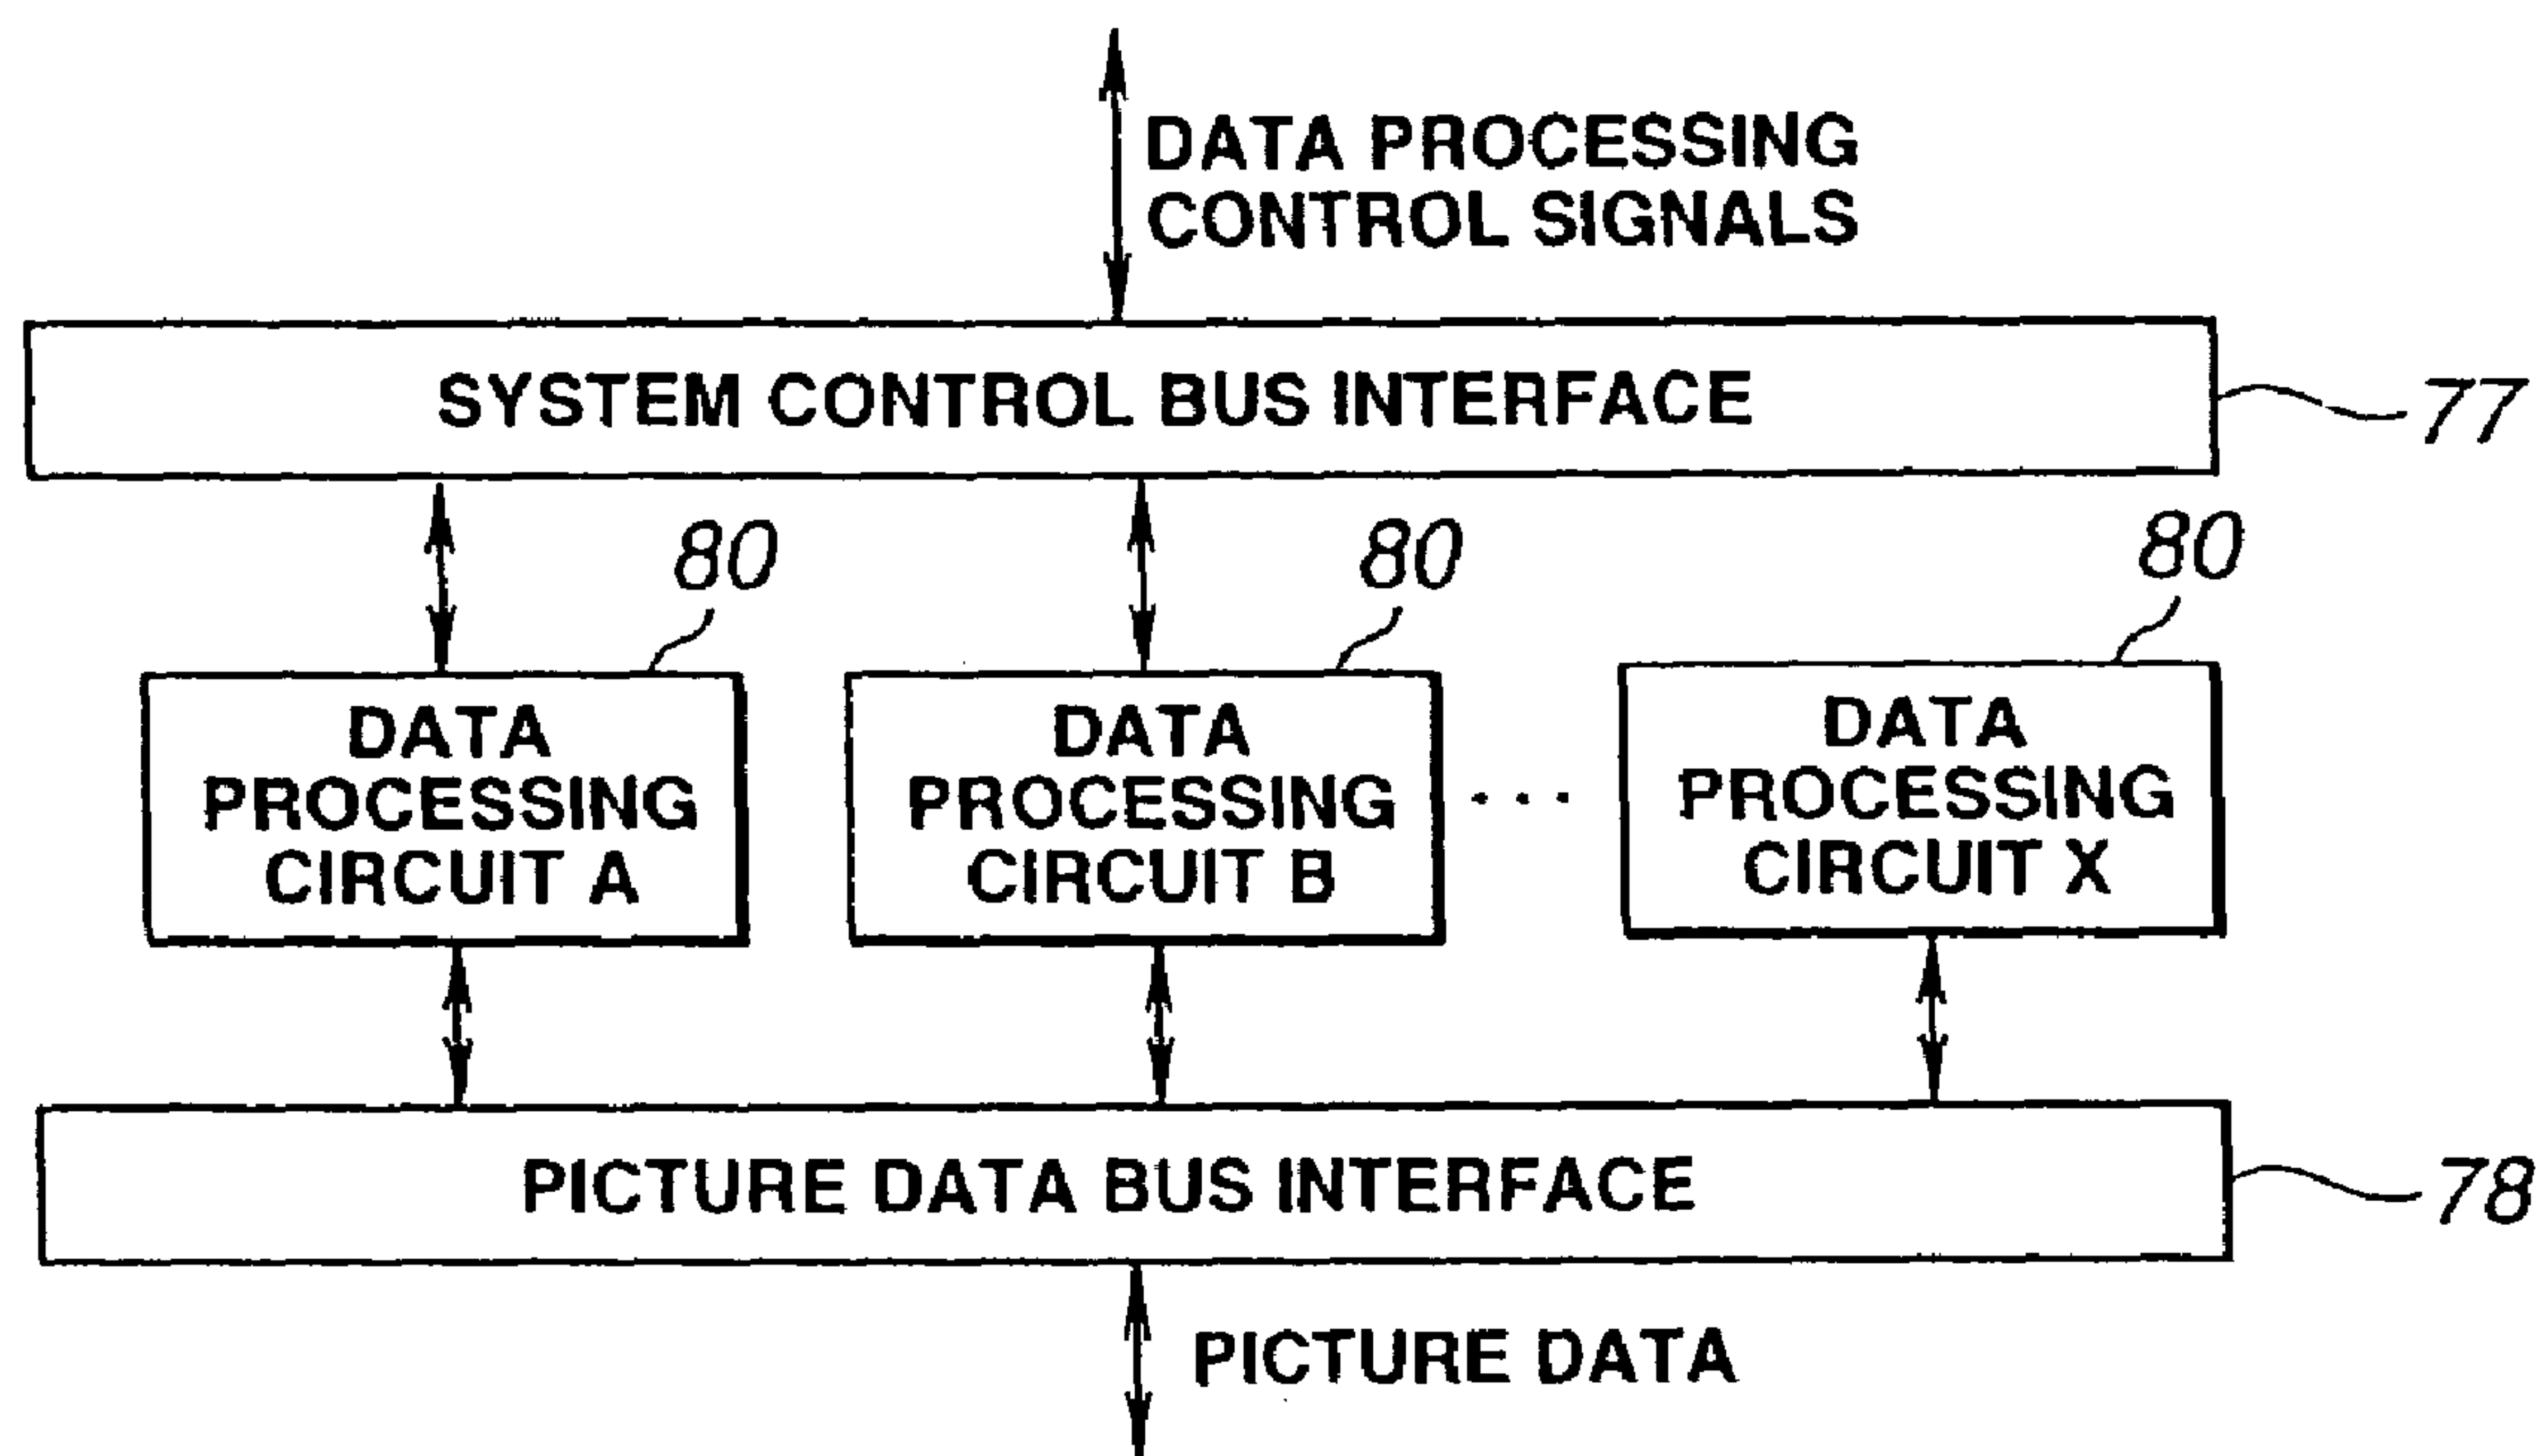 DATA PROCESSING
CONTROL SIGNALS
SYSTEM CONTROL BUS INTERFACE
77
80
80
80
DATA
PROCESSING
CIRCUIT A
DATA
PROCESSING
CIRCUIT B
...
DATA
PROCESSING
CIRCUIT X
PICTURE DATA BUS INTERFACE
78
PICTURE DATA